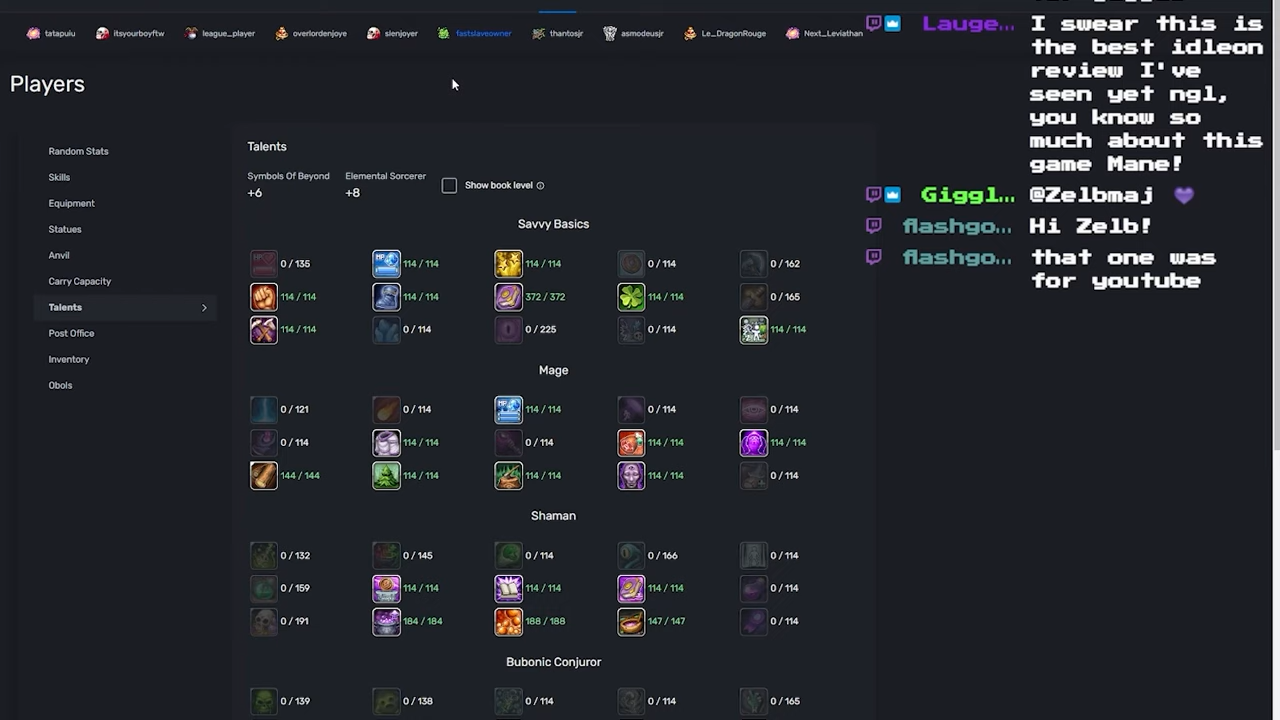 tatapuiu itsyourboyftw league_player overlordenjoye slenjoyer fastslaveowner thantosjr asmodeusjr Le_DragonRouge Next_Leviathan
Players
Random Stats
Skills
Equipment
Statues
Anvil
Carry Capacity
Talents
Post Office
Inventory
Obols
Talents
Symbols Of Beyond Elemental Sorcerer
+6 +8
Show book level
Savvy Basics
0 / 135 114 / 114 114 / 114 0 / 114 0 / 162
114 / 114 114 / 114 372 / 372 114 / 114 0 / 165
114 / 114 0 / 114 0 / 225 0 / 114 114 / 114
Mage
0 / 121 0 / 114 114 / 114 0 / 114 0 / 114
0 / 114 114 / 114 0 / 114 114 / 114 114 / 114
144 / 144 114 / 114 114 / 114 114 / 114 0 / 114
Shaman
0 / 132 0 / 145 0 / 114 0 / 166 0 / 114
0 / 159 114 / 114 114 / 114 114 / 114 0 / 114
0 / 191 184 / 184 188 / 188 147 / 147 0 / 114
Bubonic Conjuror
0 / 139 0 / 138 0 / 114 0 / 114 0 / 165
Lauge... I swear this is
the best idleon
review I've
seen yet ngl,
you know so
much about this
game Mane!
Giggl... @Zelbmaj 💜
flashgo... Hi Zelb!
flashgo... that one was
for youtube